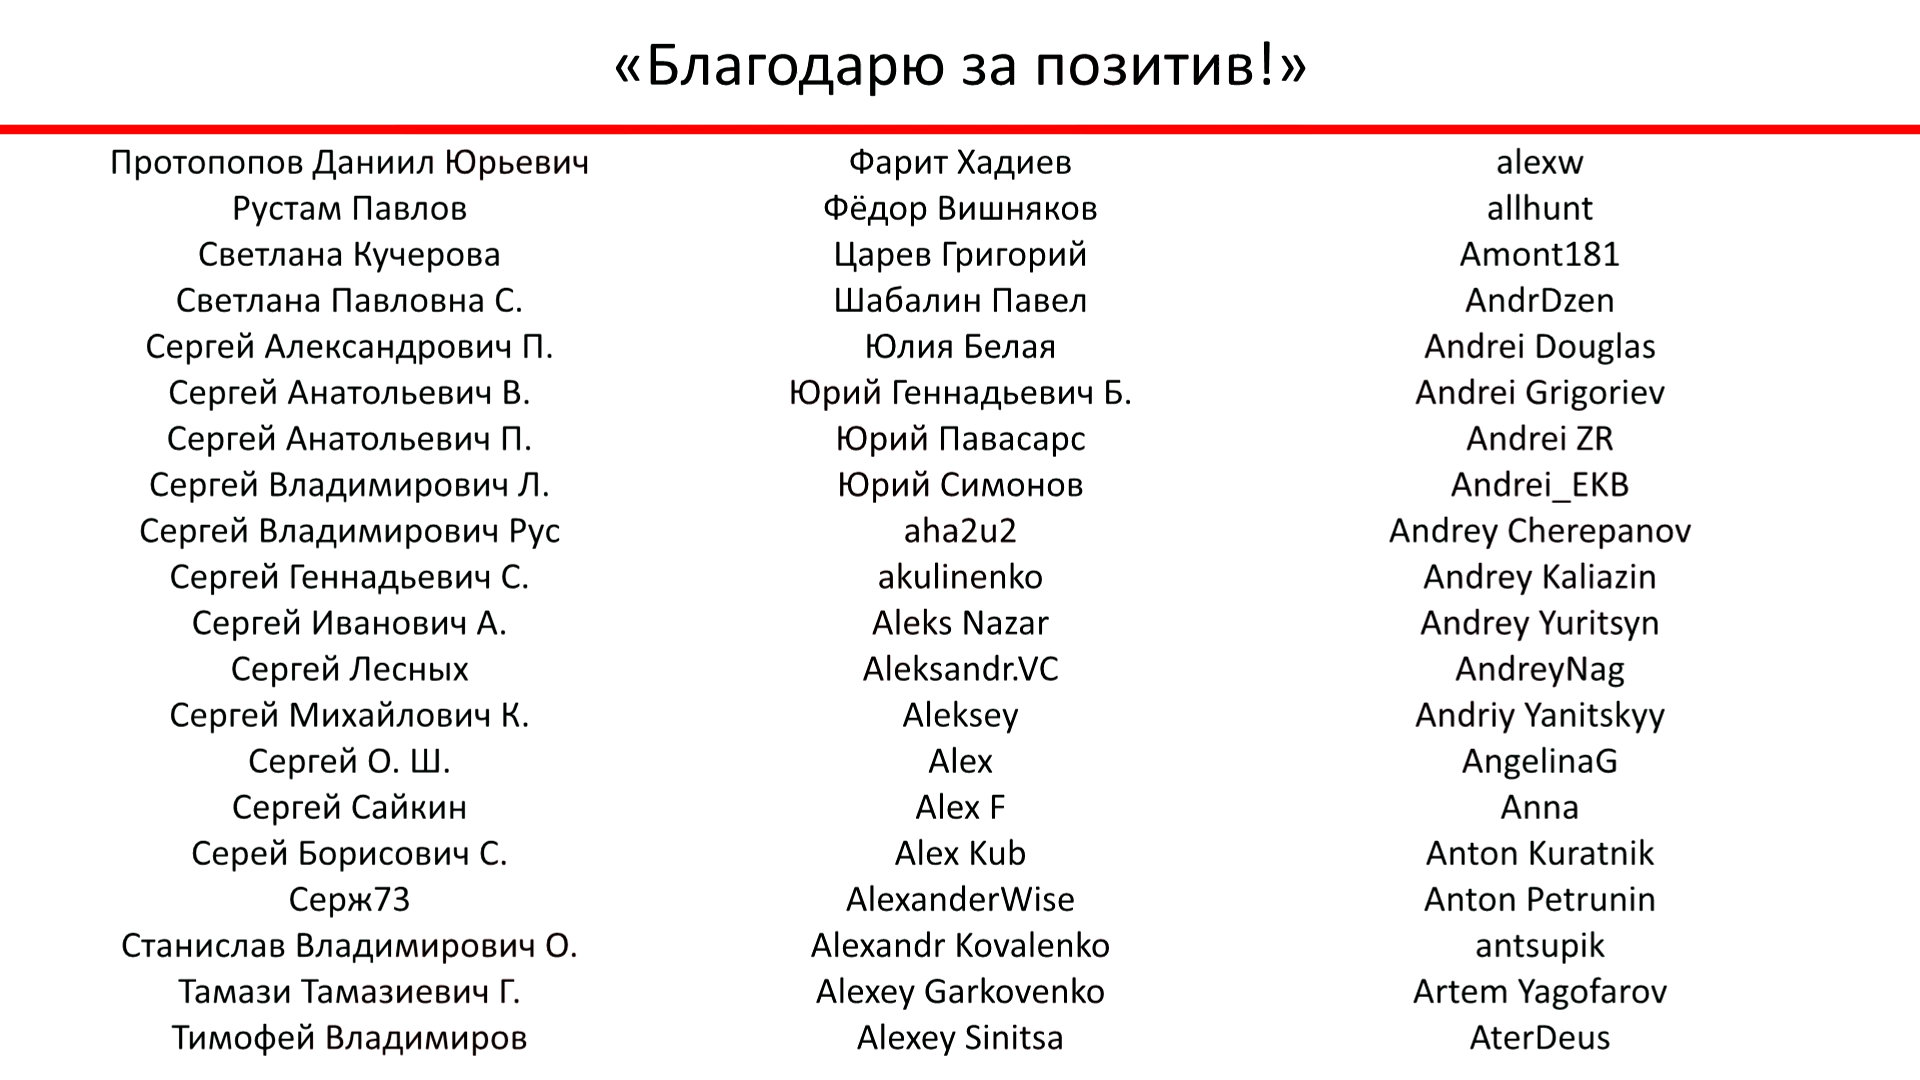 «Благодарю за позитив!»
Протопопов Даниил Юрьевич
Рустам Павлов
Светлана Кучерова
Светлана Павловна С.
Сергей Александрович П.
Сергей Анатольевич В.
Сергей Анатольевич П.
Сергей Владимирович Л.
Сергей Владимирович Рус
Сергей Геннадьевич С.
Сергей Иванович А.
Сергей Лесных
Сергей Михайлович К.
Сергей О. Ш.
Сергей Сайкин
Серей Борисович С.
Серж73
Станислав Владимирович О.
Тамази Тамазиевич Г.
Тимофей Владимиров
Фарит Хадиев
Фёдор Вишняков
Царев Григорий
Шабалин Павел
Юлия Белая
Юрий Геннадьевич Б.
Юрий Павасарс
Юрий Симонов
aha2u2
akulinenko
Aleks Nazar
Aleksandr.VC
Aleksey
Alex
Alex F
Alex Kub
AlexanderWise
Alexandr Kovalenko
Alexey Garkovenko
Alexey Sinitsa
alexw
allhunt
Amont181
AndrDzen
Andrei Douglas
Andrei Grigoriev
Andrei ZR
Andrei_EKB
Andrey Cherepanov
Andrey Kaliazin
Andrey Yuritsyn
AndreyNag
Andriy Yanitskyy
AngelinaG
Anna
Anton Kuratnik
Anton Petrunin
antsupik
Artem Yagofarov
AterDeus